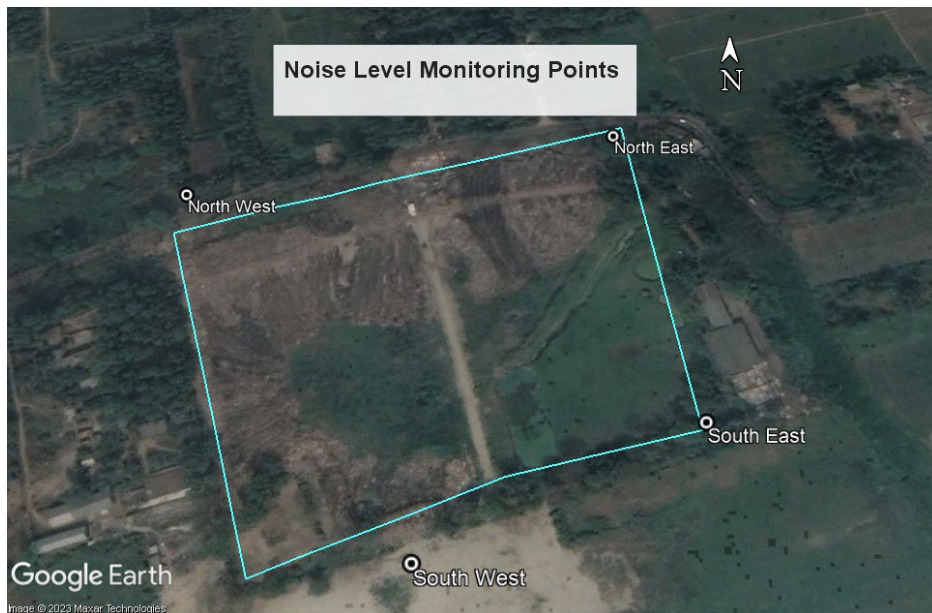 Noise Level Monitoring Points
N
North East
North West
South East
South West
Google Earth
Image © 2023 Maxar Technologies